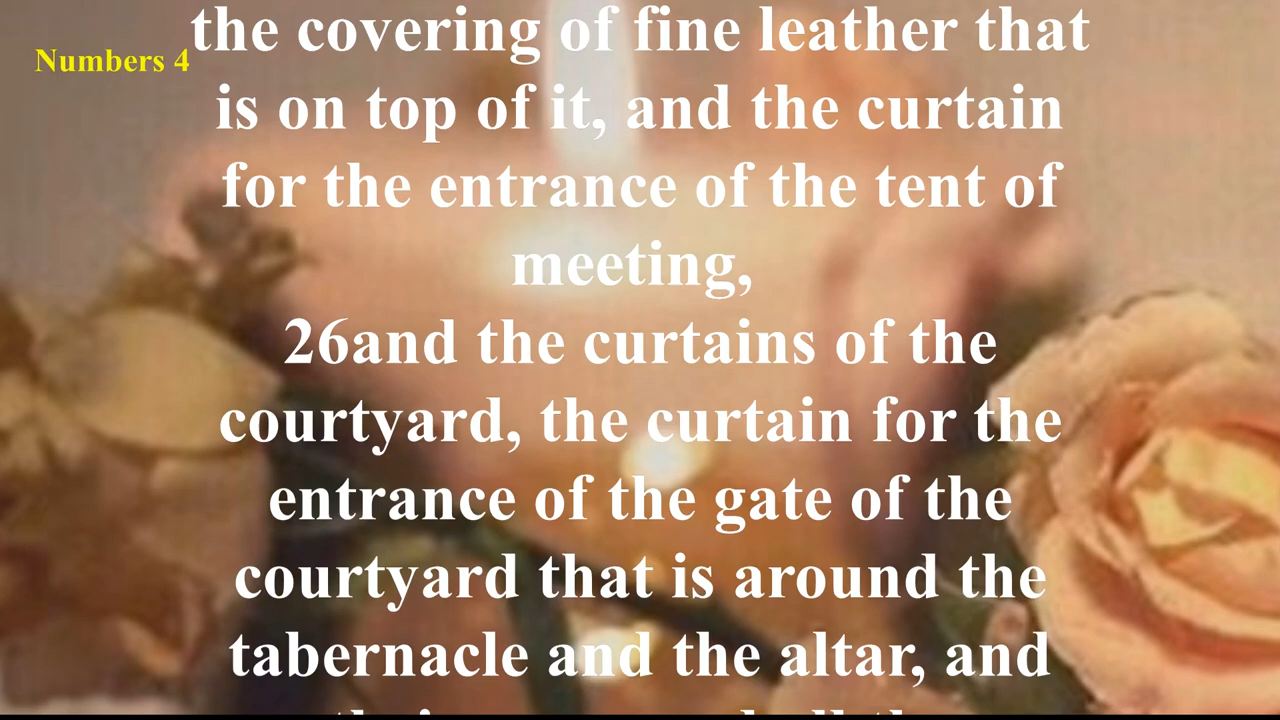 Numbers 4
the covering of fine leather that
is on top of it, and the curtain
for the entrance of the tent of
meeting,
26and the curtains of the
courtyard, the curtain for the
entrance of the gate of the
courtyard that is around the
tabernacle and the altar, and